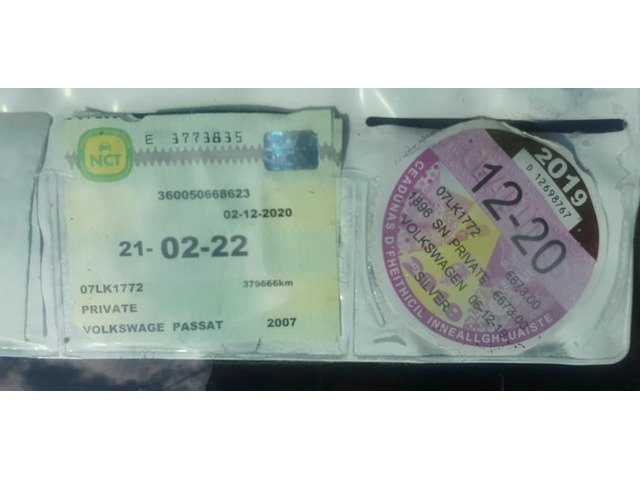 NCT
E 3773835
360050668623
02-12-2020
21- 02-22
07LK1772 379666km
PRIVATE
VOLKSWAGE PASSAT 2007
2019
D 12698767
12-20
07LK1772
1896 SN PRIVATE
VOLKSWAGEN
SILVER
CEADÚNAS D'FHEITHICIL INNEALLGHLUAISTE